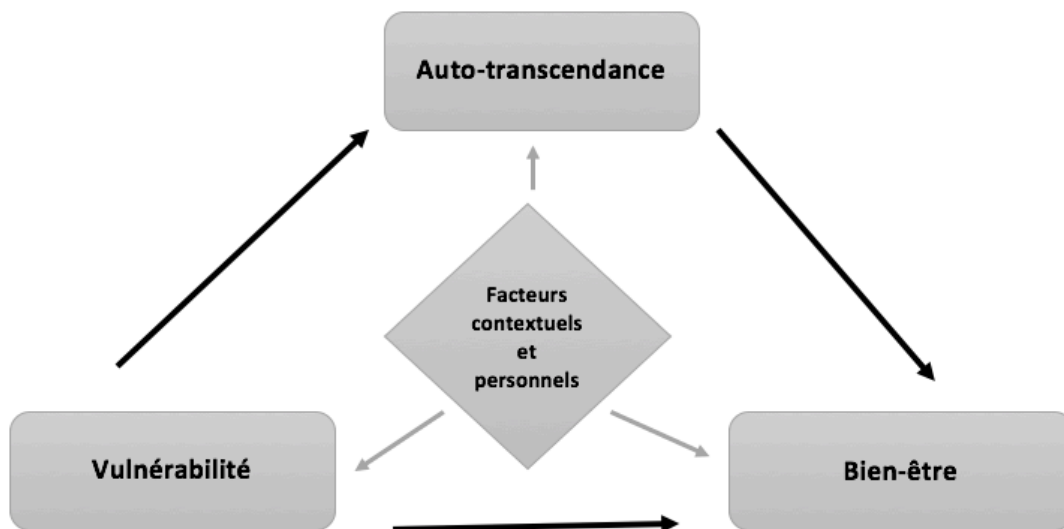 Auto-transcendance
Facteurs
contextuels
et
personnels
Vulnérabilité
Bien-être